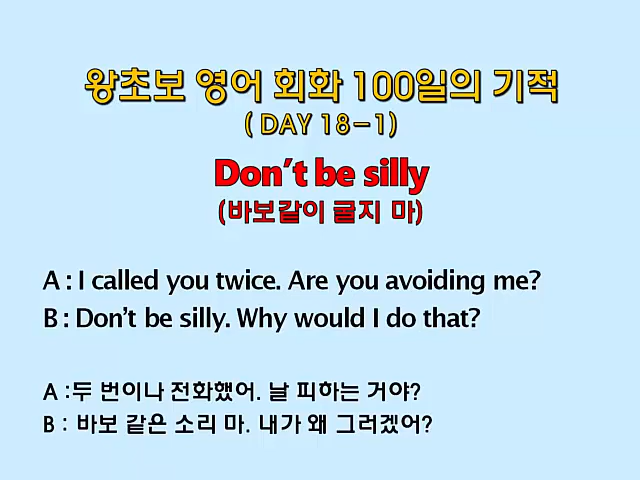 왕초보 영어 회화 100일의 기적
( DAY 18-1)
Don't be silly
(바보같이 굴지 마)
A : I called you twice. Are you avoiding me?
B : Don't be silly. Why would I do that?
A :두 번이나 전화했어. 날 피하는 거야?
B : 바보 같은 소리 마. 내가 왜 그러겠어?